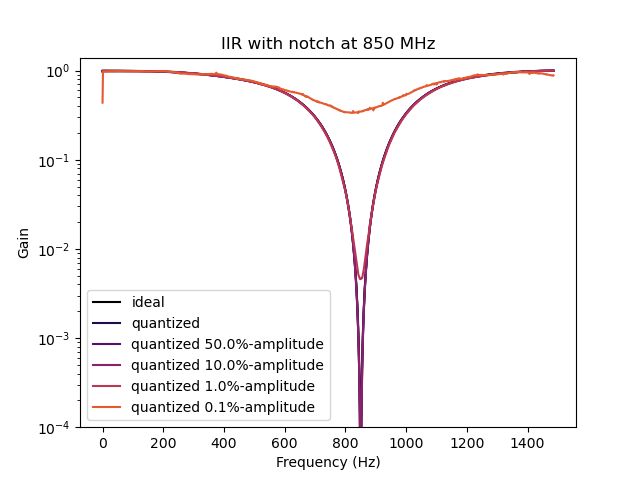 IIR with notch at 850 MHz
Gain
10⁰
10⁻¹
10⁻²
10⁻³
10⁻⁴
ideal
quantized
quantized 50.0%-amplitude
quantized 10.0%-amplitude
quantized 1.0%-amplitude
quantized 0.1%-amplitude
0 200 400 600 800 1000 1200 1400
Frequency (Hz)